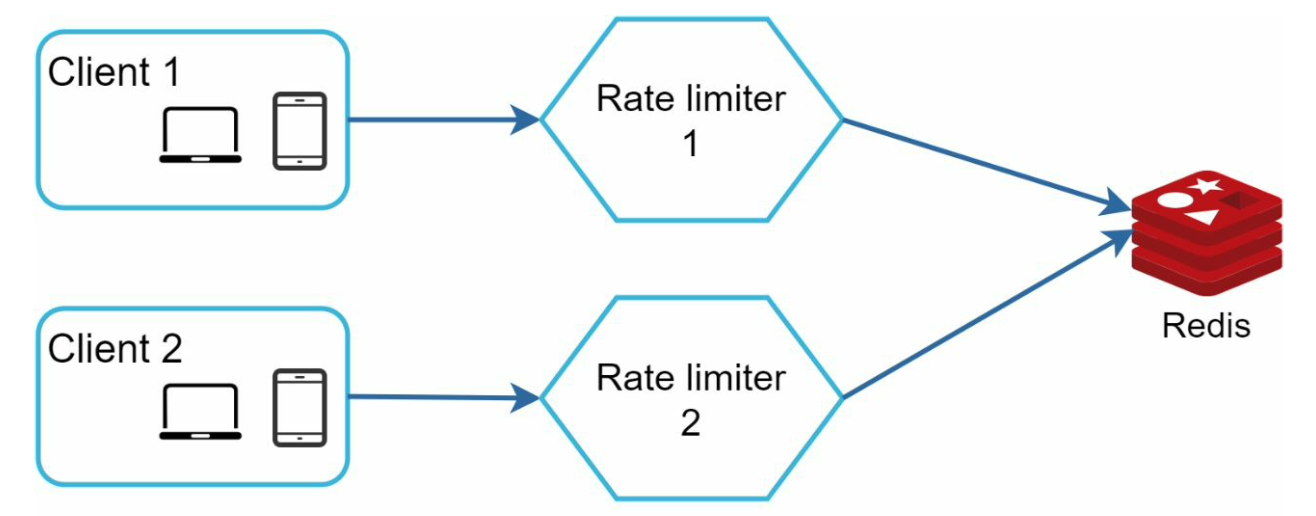 Client 1
Rate limiter
1
Client 2
Rate limiter
2
Redis